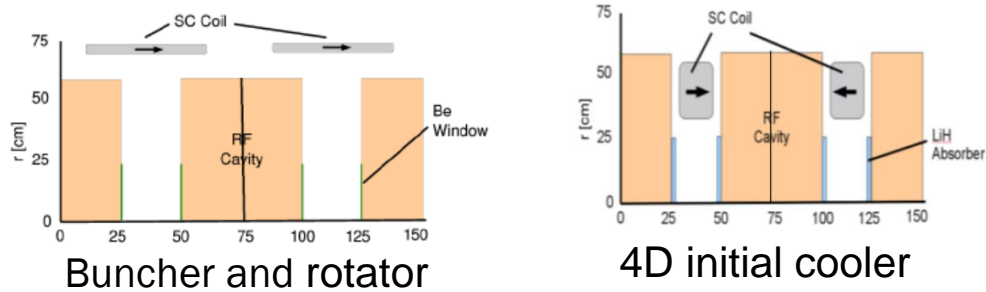 SC Coil
75
50
25
0
r [cm]
RF
Cavity
Be
Window
0 25 50 75 100 125 150
Buncher and rotator
SC Coil
75
50
25
0
r [cm]
RF
Cavity
LiH
Absorber
0 25 50 75 100 125 150
4D initial cooler